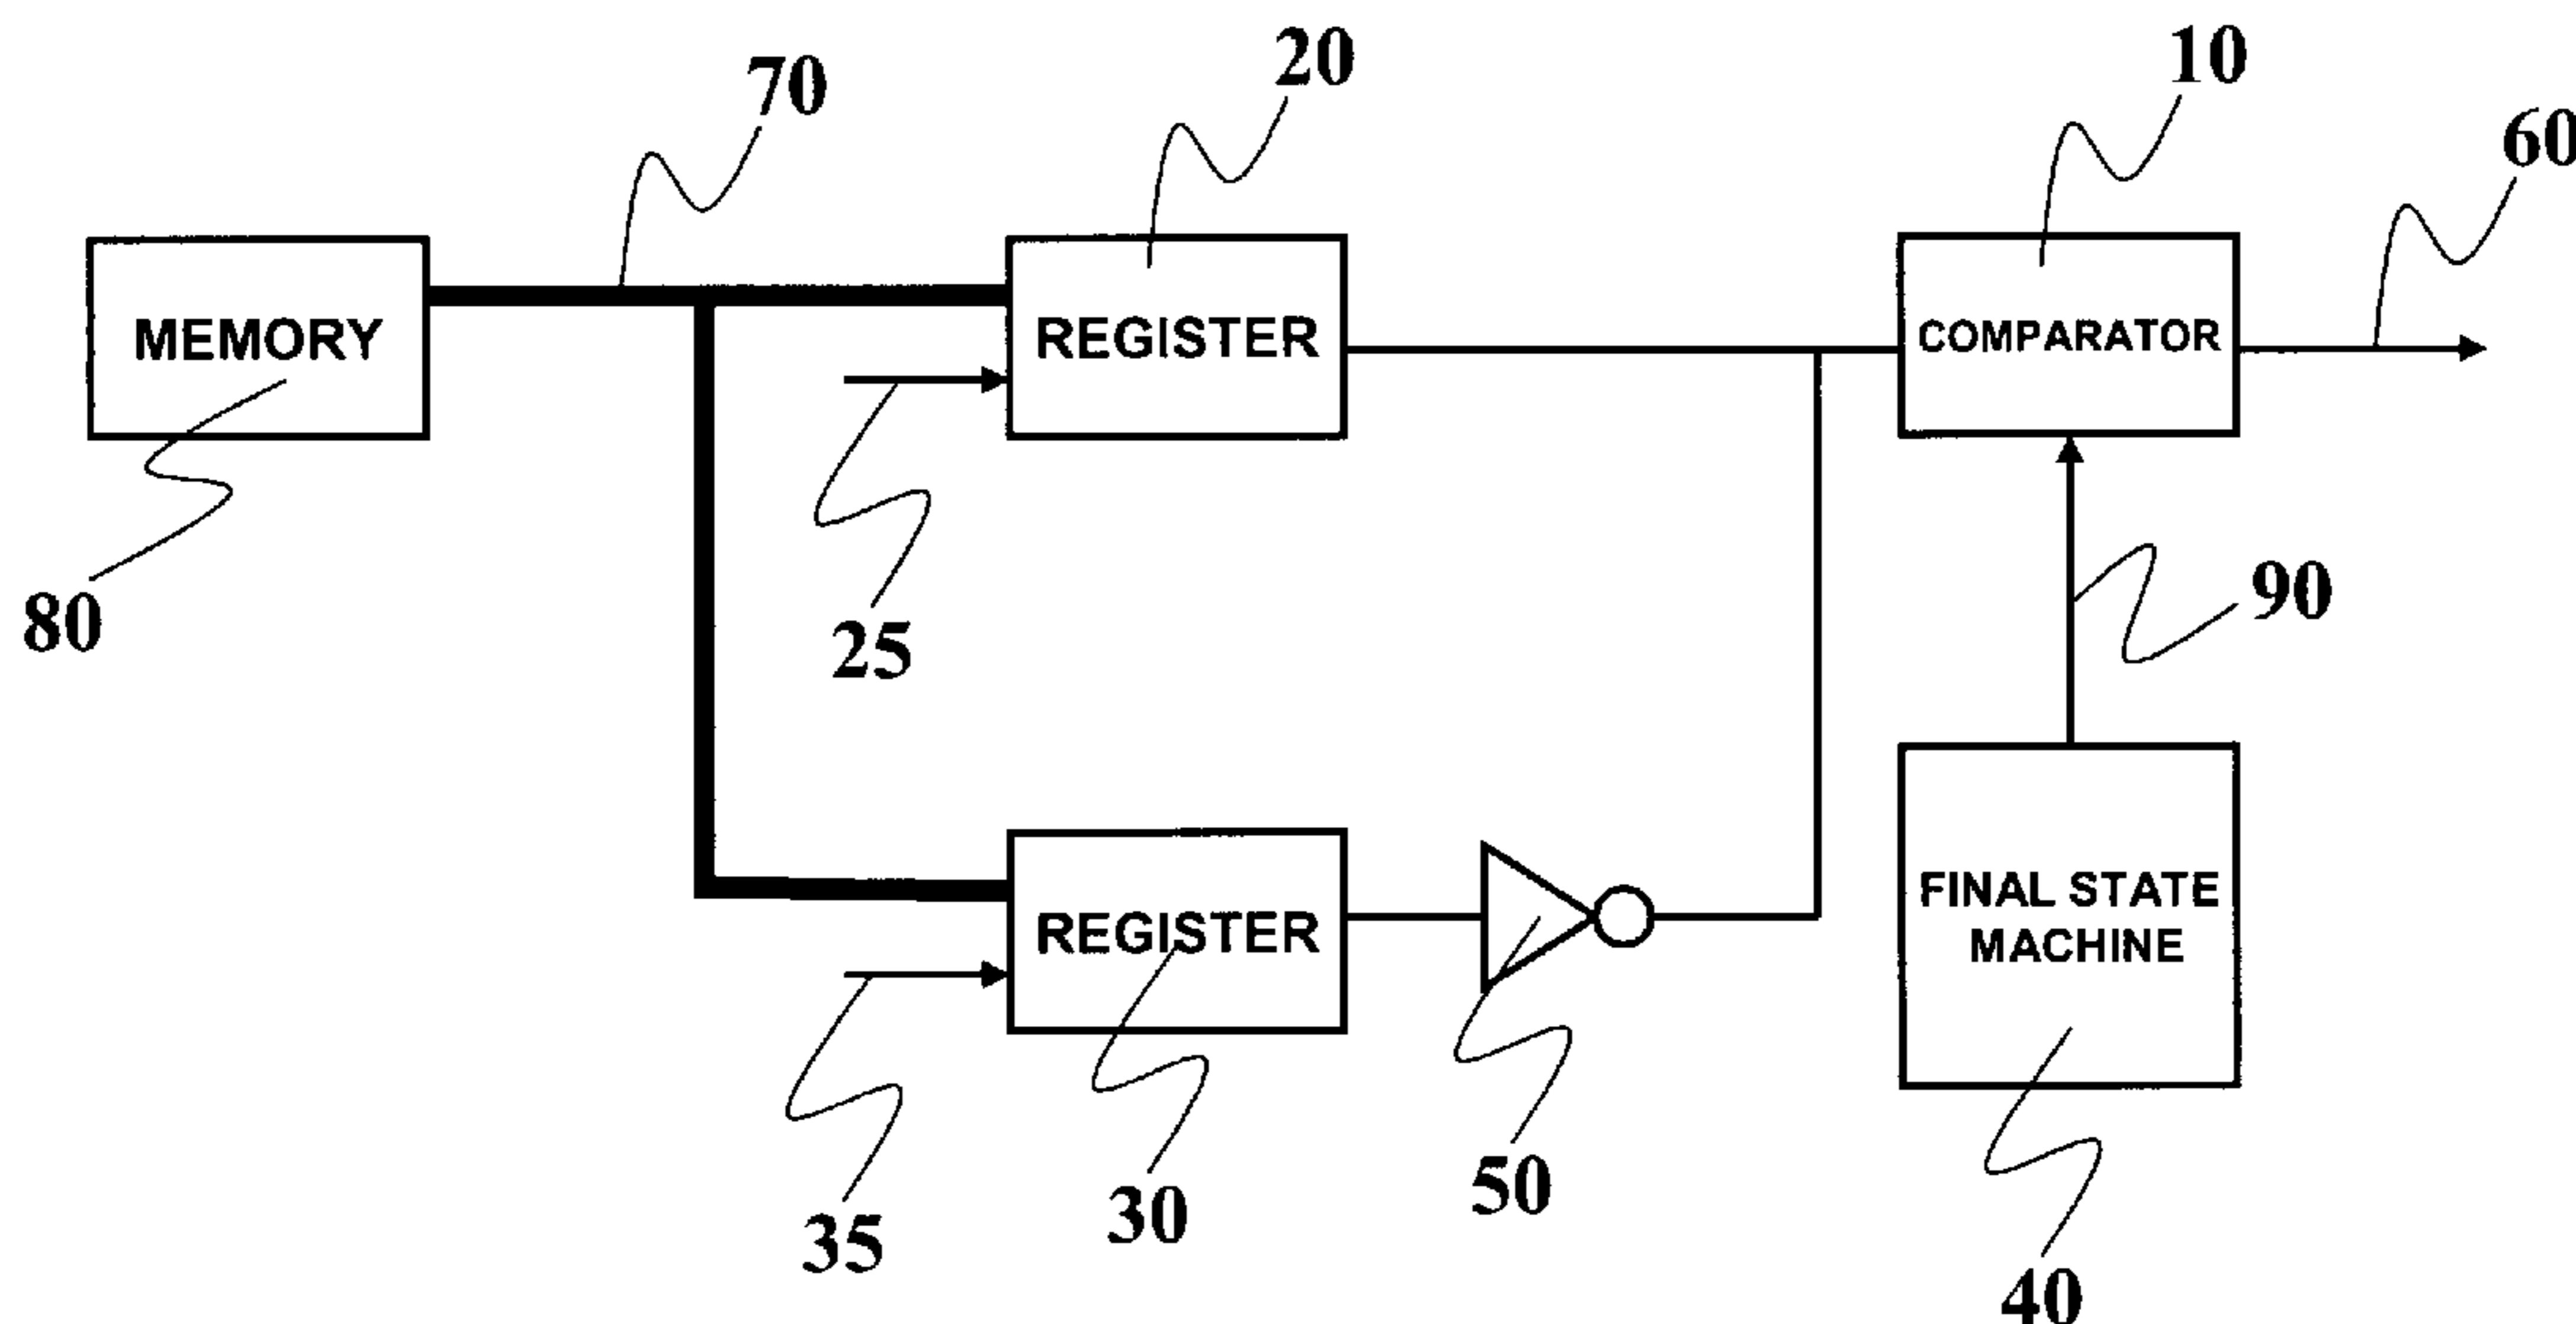 70
20
10
60
MEMORY
REGISTER
COMPARATOR
80
25
90
REGISTER
FINAL STATE
MACHINE
35
30
50
40